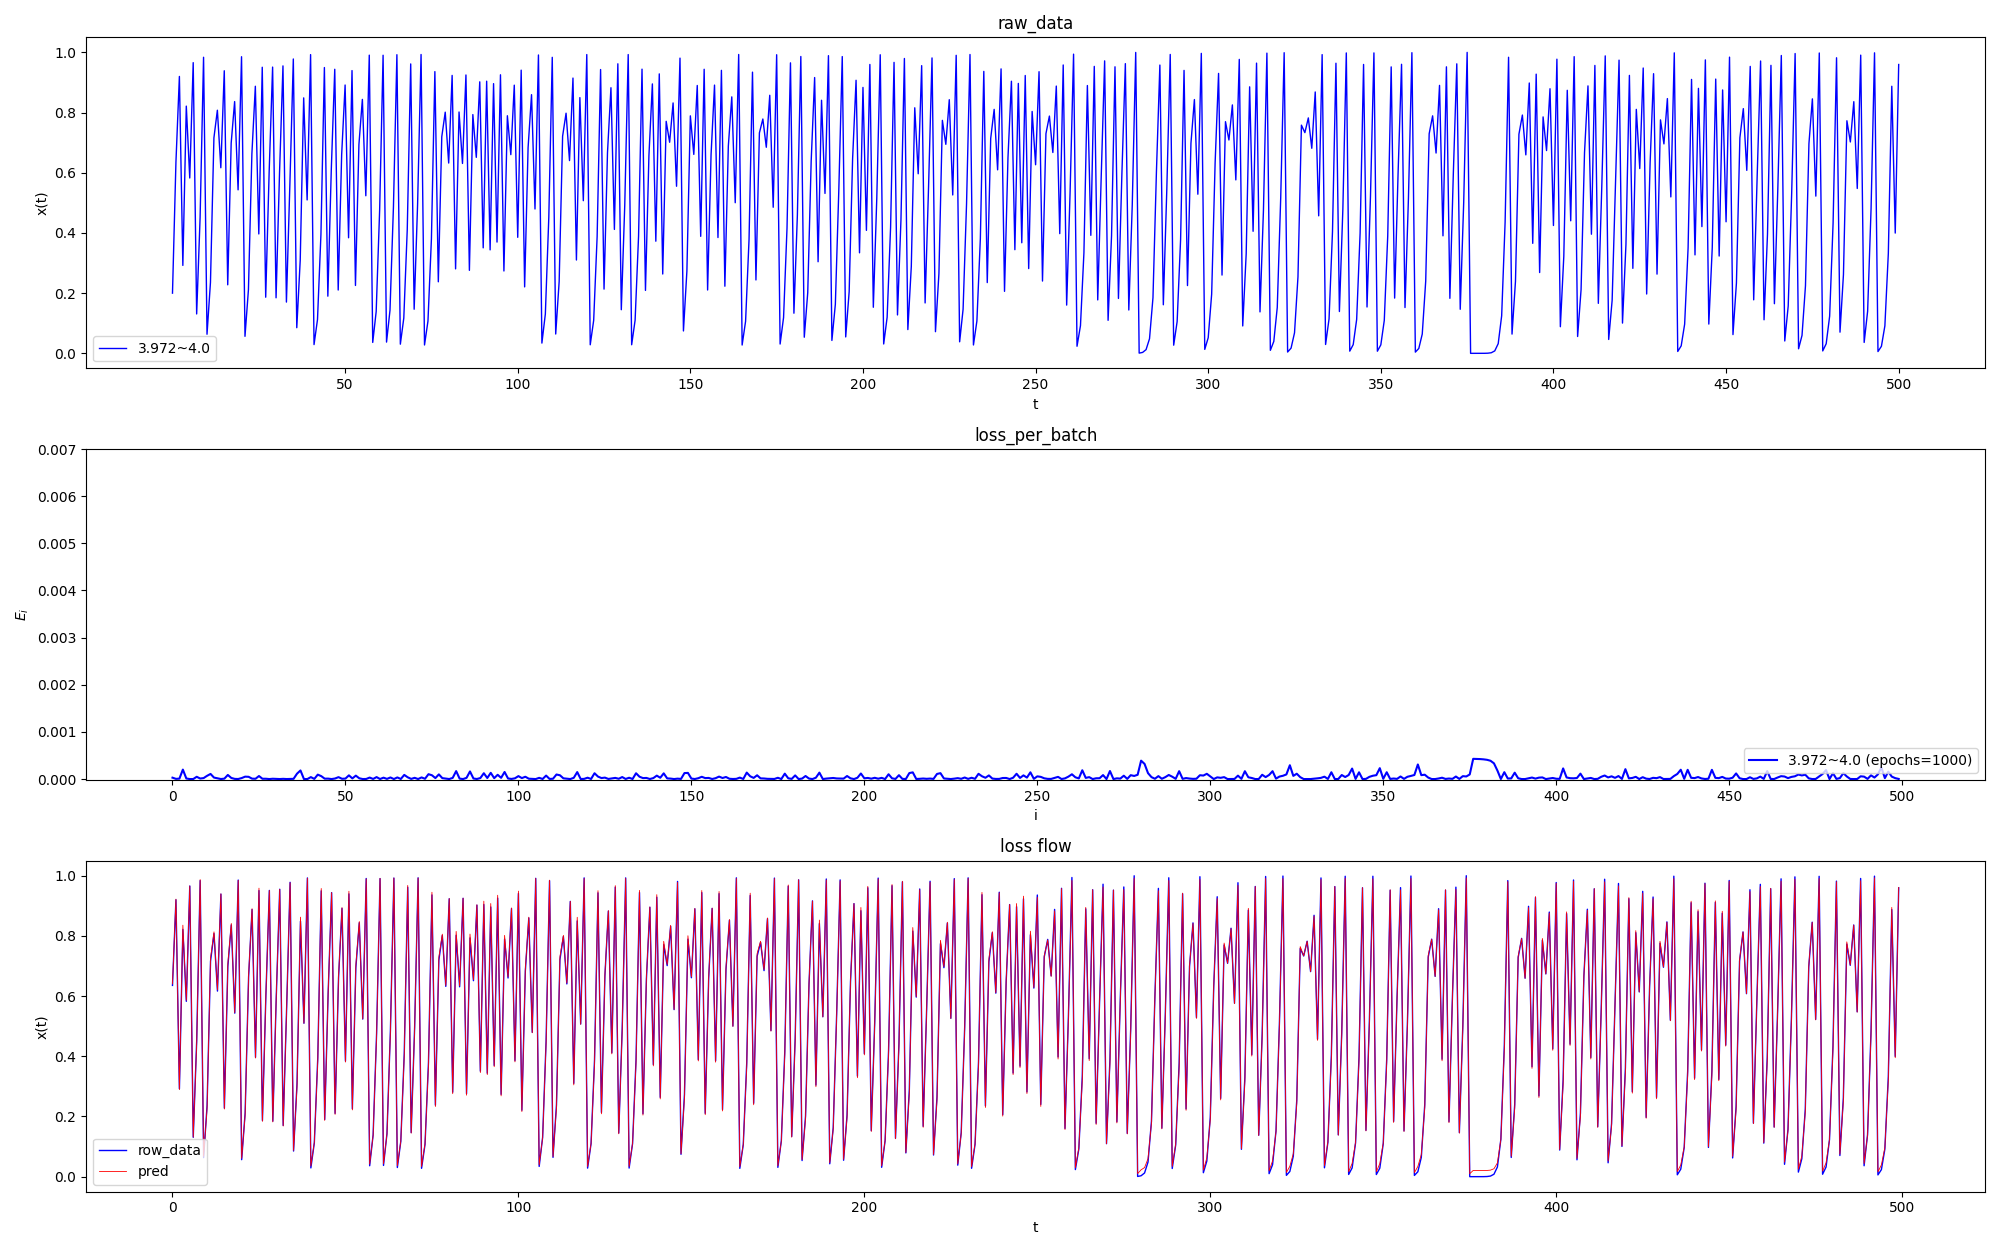 raw_data
1.0
0.8
0.6
0.4
0.2
0.0
x(t)
3.972~4.0
50 100 150 200 250 300 350 400 450 500
t
loss_per_batch
0.007
0.006
0.005
0.004
0.003
0.002
0.001
0.000
E_i
3.972~4.0 (epochs=1000)
0 50 100 150 200 250 300 350 400 450 500
i
loss flow
1.0
0.8
0.6
0.4
0.2
0.0
x(t)
row_data
pred
0 100 200 300 400 500
t